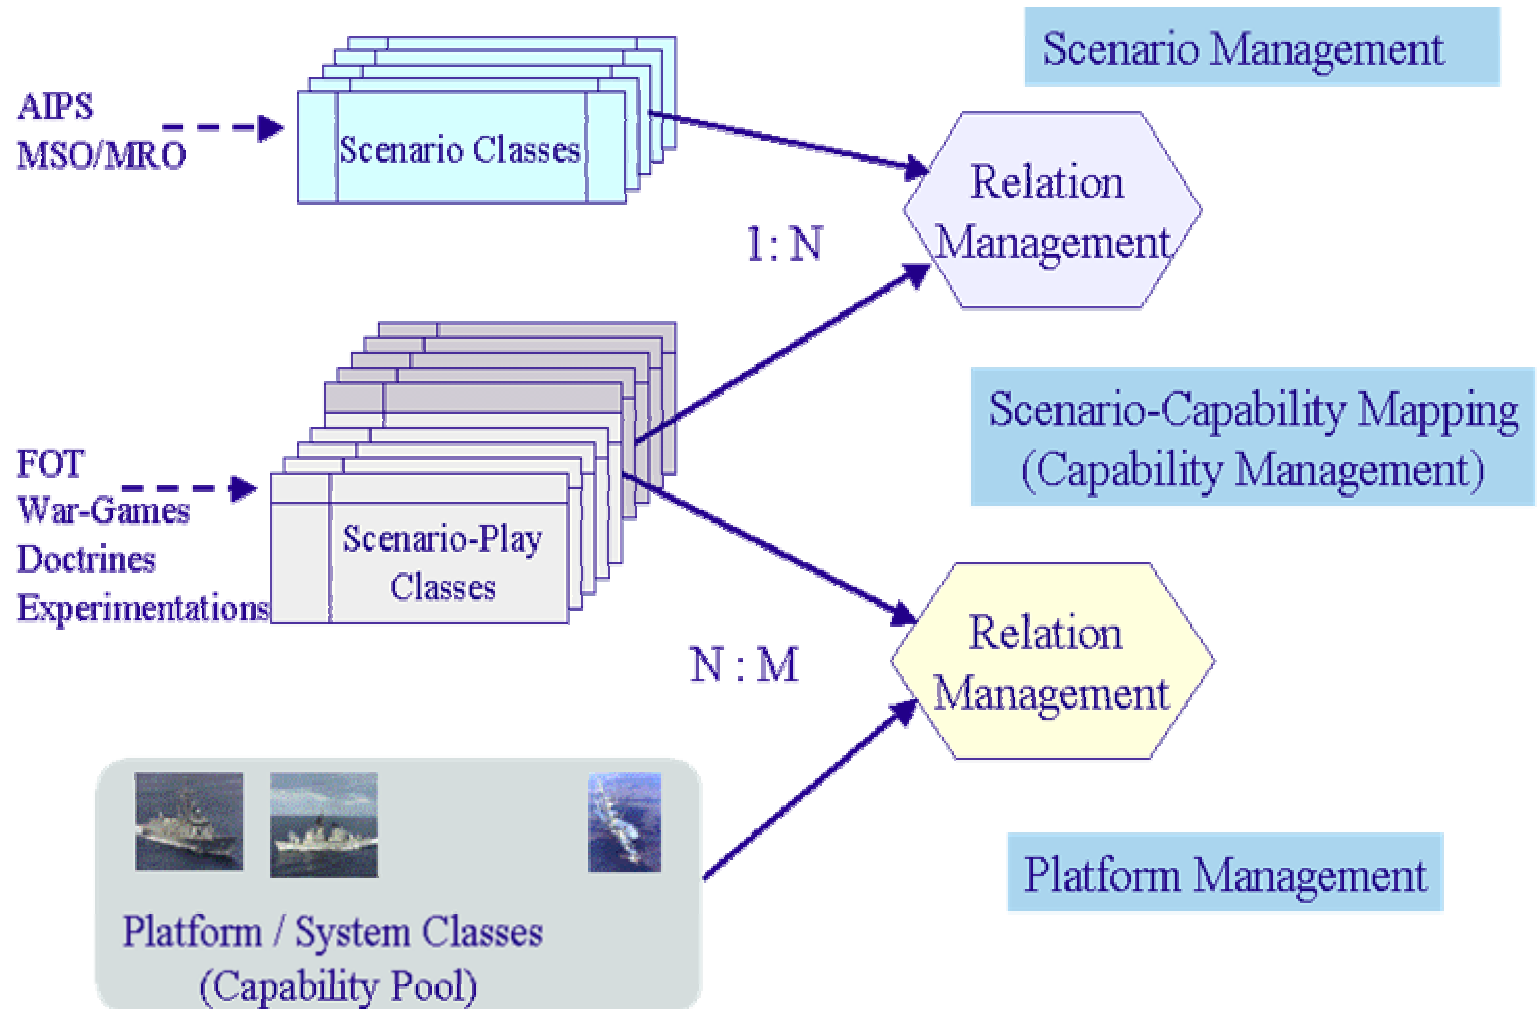 Scenario Management
AIPS
MSO/MRO
Scenario Classes
Relation
Management
1: N
Scenario-Capability Mapping
(Capability Management)
FOT
War-Games
Doctrines
Experimentations
Scenario-Play
Classes
Relation
Management
N : M
Platform Management
Platform / System Classes
(Capability Pool)